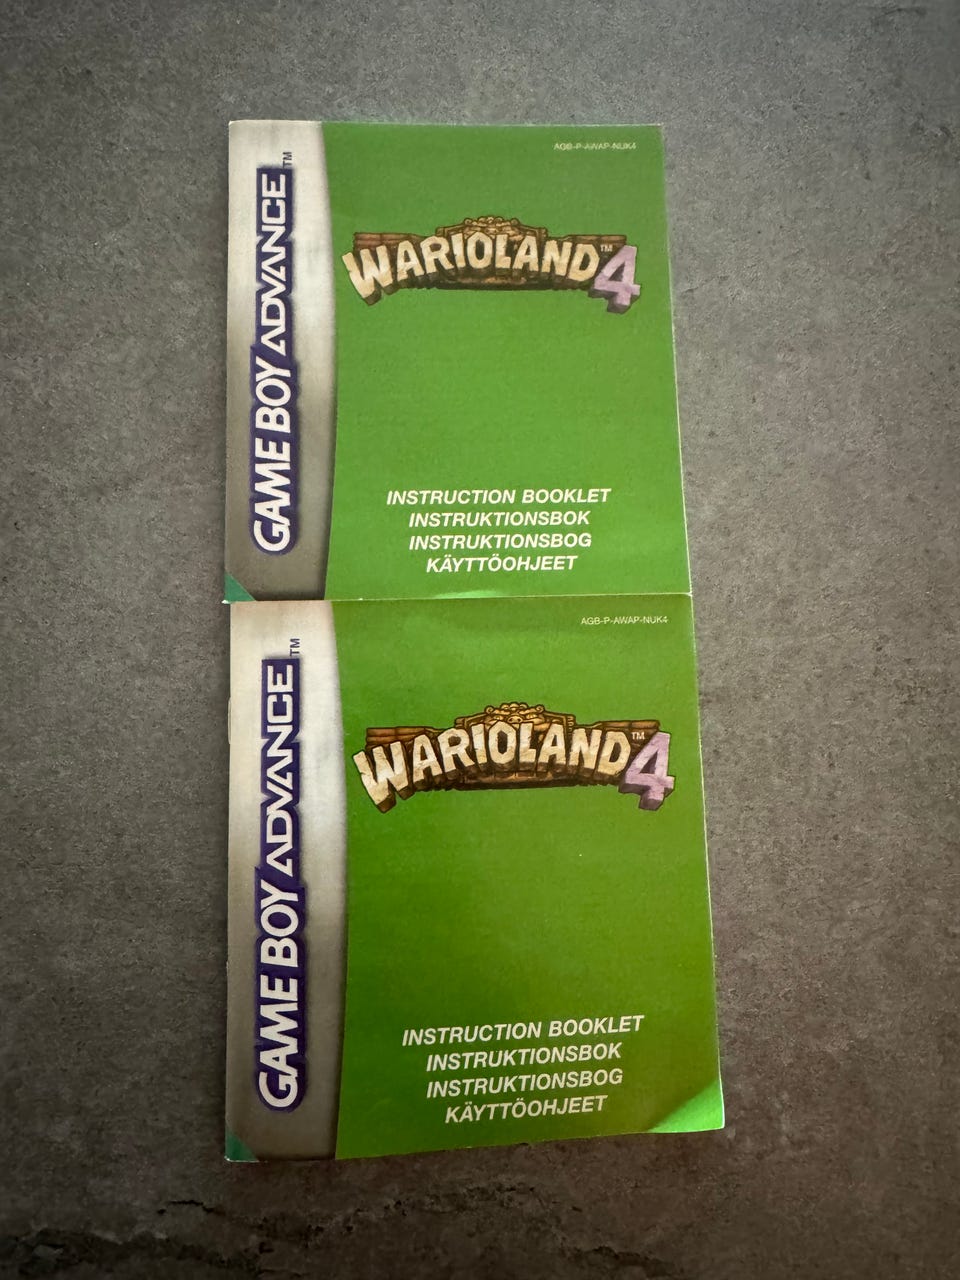 AGB-P-AWAP-NUK4
GAME BOY ADVANCE™
WARIOLAND™4
INSTRUCTION BOOKLET
INSTRUKTIONSBOK
INSTRUKTIONSBOG
KÄYTTÖOHJEET
AGB-P-AWAP-NUK4
GAME BOY ADVANCE™
WARIOLAND™4
INSTRUCTION BOOKLET
INSTRUKTIONSBOK
INSTRUKTIONSBOG
KÄYTTÖOHJEET